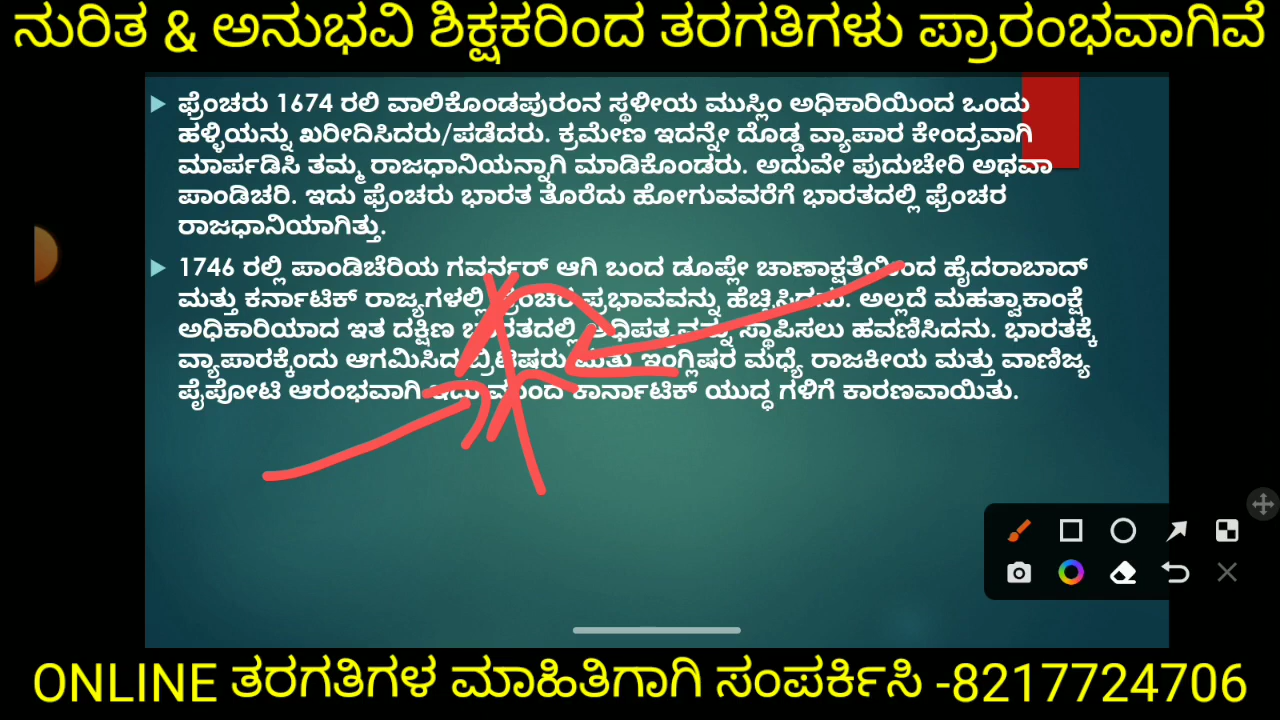 ನುರಿತ & ಅನುಭವಿ ಶಿಕ್ಷಕರಿಂದ ತರಗತಿಗಳು ಪ್ರಾರಂಭವಾಗಿವೆ
ಫ್ರೆಂಚರು 1674 ರಲಿ ವಾಲಿಕೊಂಡಪುರಂನ ಸ್ಥಳೀಯ ಮುಸ್ಲಿಂ ಅಧಿಕಾರಿಯಿಂದ ಒಂದು
ಹಳ್ಳಿಯನ್ನು ಖರೀದಿಸಿದರು/ಪಡೆದರು. ಕ್ರಮೇಣ ಇದನ್ನೇ ದೊಡ್ಡ ವ್ಯಾಪಾರ ಕೇಂದ್ರವಾಗಿ
ಮಾರ್ಪಡಿಸಿ ತಮ್ಮ ರಾಜಧಾನಿಯನ್ನಾಗಿ ಮಾಡಿಕೊಂಡರು. ಅದುವೇ ಪುದುಚೇರಿ ಅಥವಾ
ಪಾಂಡಿಚರಿ. ಇದು ಫ್ರೆಂಚರು ಭಾರತ ತೊರೆದು ಹೋಗುವವರೆಗೆ ಭಾರತದಲ್ಲಿ ಫ್ರೆಂಚರ
ರಾಜಧಾನಿಯಾಗಿತ್ತು.
1746 ರಲ್ಲಿ ಪಾಂಡಿಚೆರಿಯ ಗವರ್ನರ್ ಆಗಿ ಬಂದ ಡೂಪ್ಲೇ ಚಾಣಾಕ್ಷತೆಯಿಂದ ಹೈದರಾಬಾದ್
ಮತ್ತು ಕರ್ನಾಟಿಕ್ ರಾಜ್ಯಗಳಲ್ಲಿ ಫ್ರೆಂಚರ ಪ್ರಭಾವವನ್ನು ಹೆಚ್ಚಿಸಿದನು. ಅಲ್ಲದೆ ಮಹತ್ವಾಕಾಂಕ್ಷೆ
ಅಧಿಕಾರಿಯಾದ ಇತ ದಕ್ಷಿಣ ಭಾರತದಲ್ಲಿ ಅಧಿಪತ್ಯವನ್ನು ಸ್ಥಾಪಿಸಲು ಹವಣಿಸಿದನು. ಭಾರತಕ್ಕೆ
ವ್ಯಾಪಾರಕ್ಕೆಂದು ಆಗಮಿಸಿದ ಬ್ರಿಟಿಷರು ಮತು ಇಂಗ್ಲಿಷರ ಮಧ್ಯೆ ರಾಜಕೀಯ ಮತ್ತು ವಾಣಿಜ್ಯ
ಪೈಪೋಟಿ ಆರಂಭವಾಗಿ ಇದು ಕಾರ್ನಾಟಿಕ್ ಯುದ್ಧ ಗಳಿಗೆ ಕಾರಣವಾಯಿತು.
ONLINE ತರಗತಿಗಳ ಮಾಹಿತಿಗಾಗಿ ಸಂಪರ್ಕಿಸಿ -8217724706